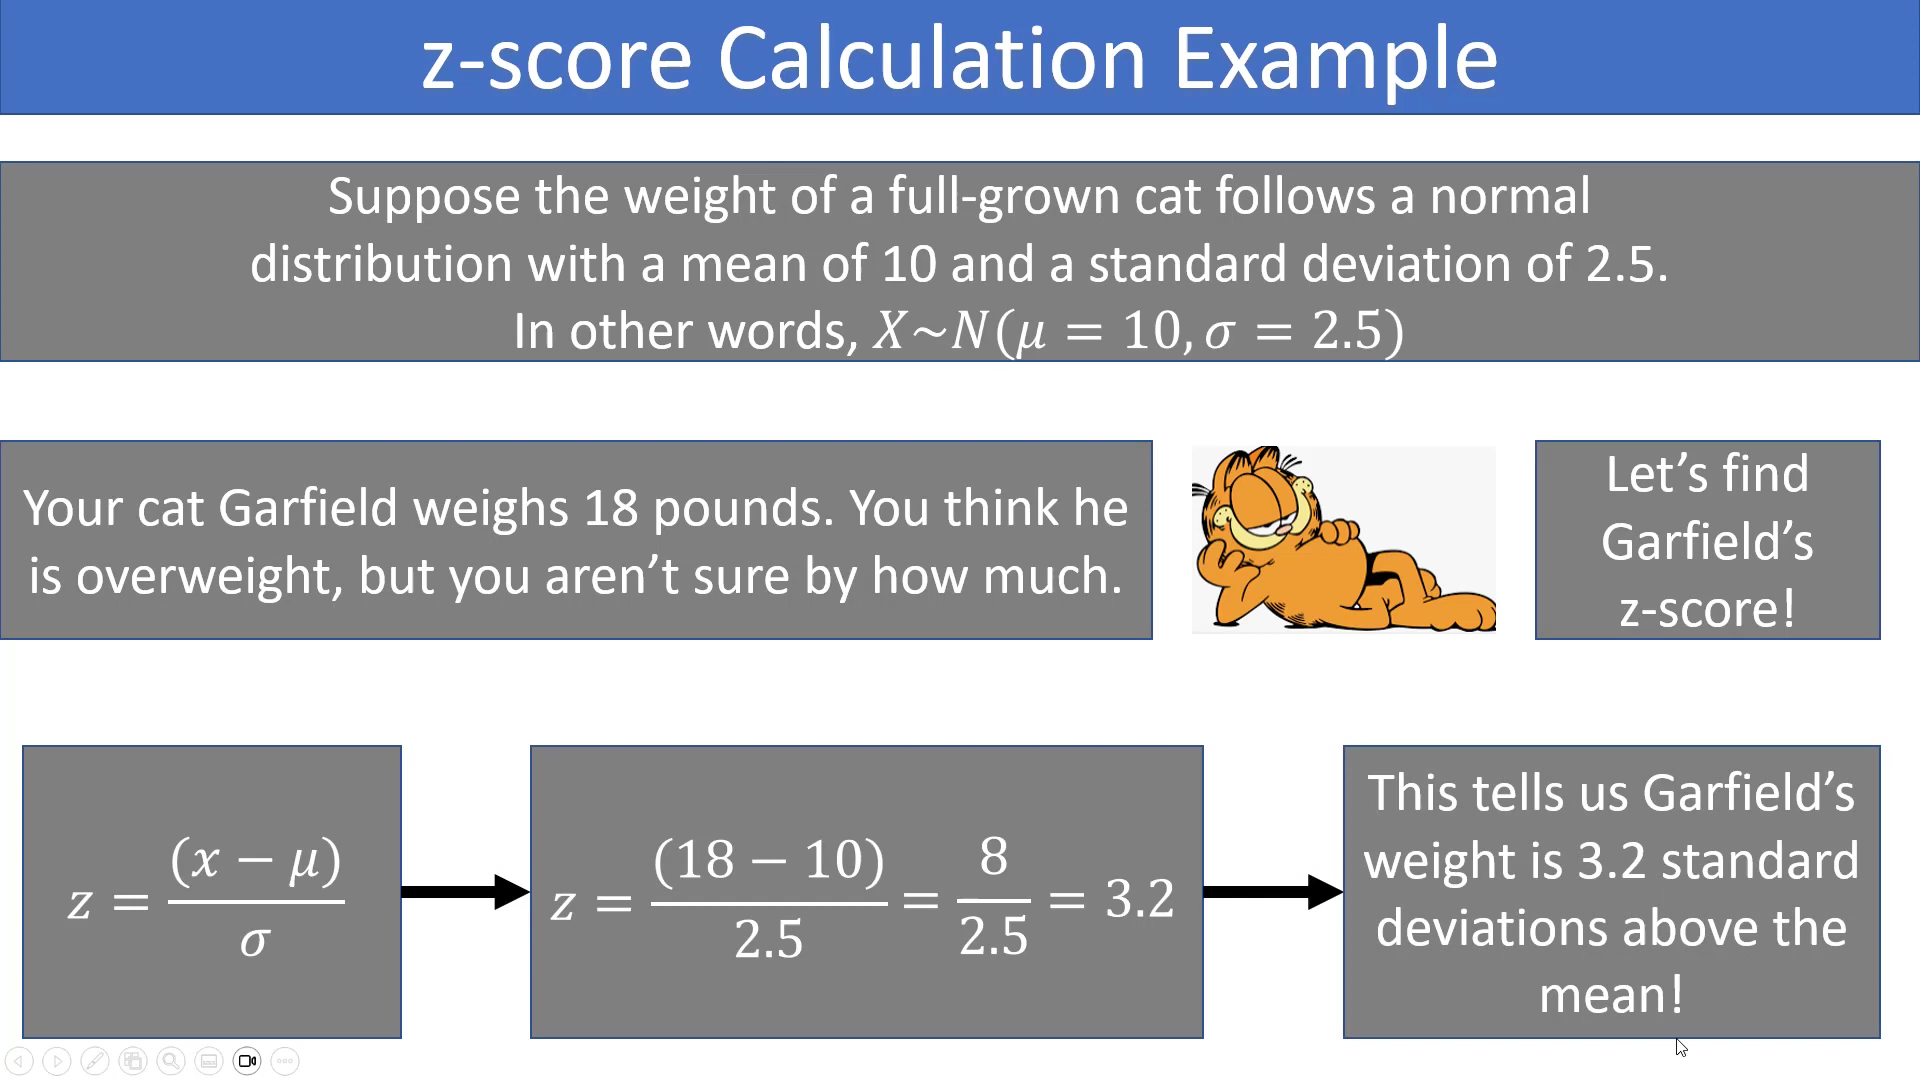 z-score Calculation Example
Suppose the weight of a full-grown cat follows a normal
distribution with a mean of 10 and a standard deviation of 2.5.
In other words, X~N(μ = 10, σ = 2.5)
Your cat Garfield weighs 18 pounds. You think he
is overweight, but you aren’t sure by how much.
Let’s find
Garfield’s
z-score!
z = (x − μ) / σ
z = (18 − 10) / 2.5 = 8 / 2.5 = 3.2
This tells us Garfield’s
weight is 3.2 standard
deviations above the
mean!